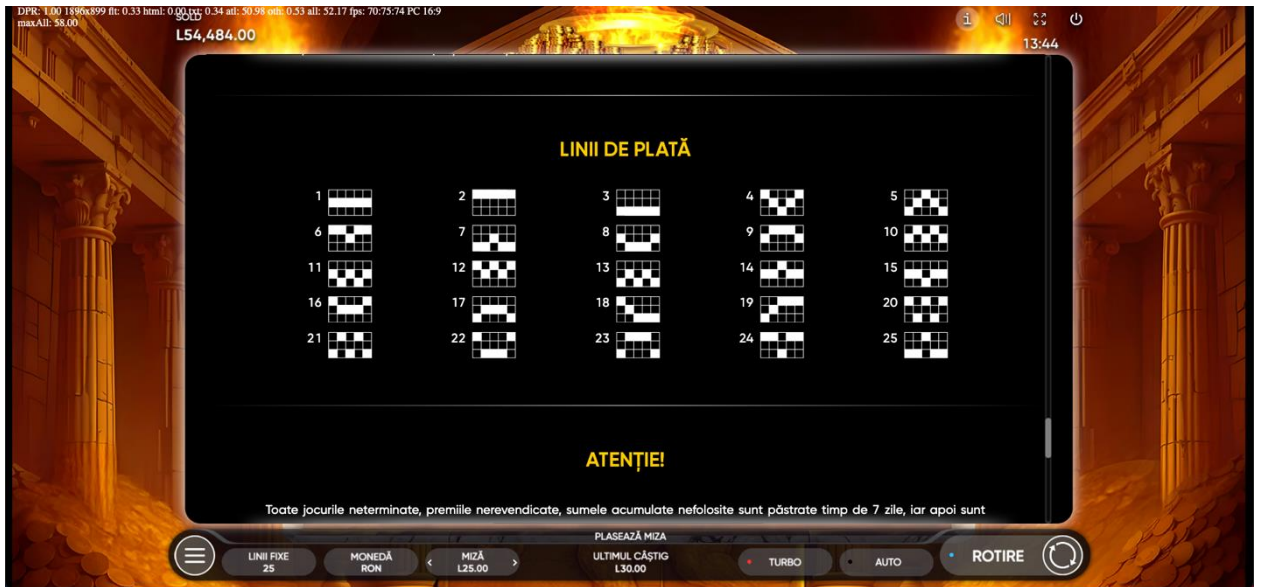 DPR: 1.00 1896x899 flt: 0.33 html: 0.00 txt: 0.34 atl: 50.98 oth: 0.53 all: 52.17 fps: 70:75:74 PC 16:9
maxAll: 58.00
SOLD
L54,484.00
i
13:44
LINII DE PLATĂ
1 2 3 4 5
6 7 8 9 10
11 12 13 14 15
16 17 18 19 20
21 22 23 24 25
ATENȚIE!
Toate jocurile neterminate, premiile nerevendicate, sumele acumulate nefolosite sunt păstrate timp de 7 zile, iar apoi sunt
PLASEAZĂ MIZA
LINII FIXE
25
MONEDĂ
RON
‹ MIZĂ ›
L25.00
ULTIMUL CÂȘTIG
L30.00
TURBO
AUTO
ROTIRE